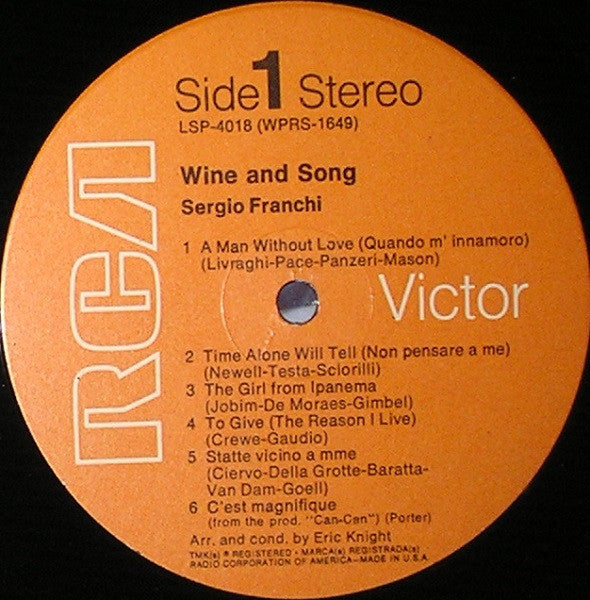 Side 1 Stereo
LSP-4018 (WPRS-1649)
Wine and Song
Sergio Franchi
1 A Man Without Love (Quando m' innamoro)
(Livraghi-Pace-Panzeri-Mason)
RCA
Victor
2 Time Alone Will Tell (Non pensare a me)
(Newell-Testa-Sciorilli)
3 The Girl from Ipanema
(Jobim-De Moraes-Gimbel)
4 To Give (The Reason I Live)
(Crewe-Gaudio)
5 Statte vicino a mme
(Ciervo-Della Grotte-Baratta-
Van Dam-Goell)
6 C'est magnifique
(from the prod. "Can-Can") (Porter)
Arr. and cond. by Eric Knight
TMK(s) ® REGISTERED • MARCA(s) REGISTRADA(s)
RADIO CORPORATION OF AMERICA—MADE IN U.S.A.